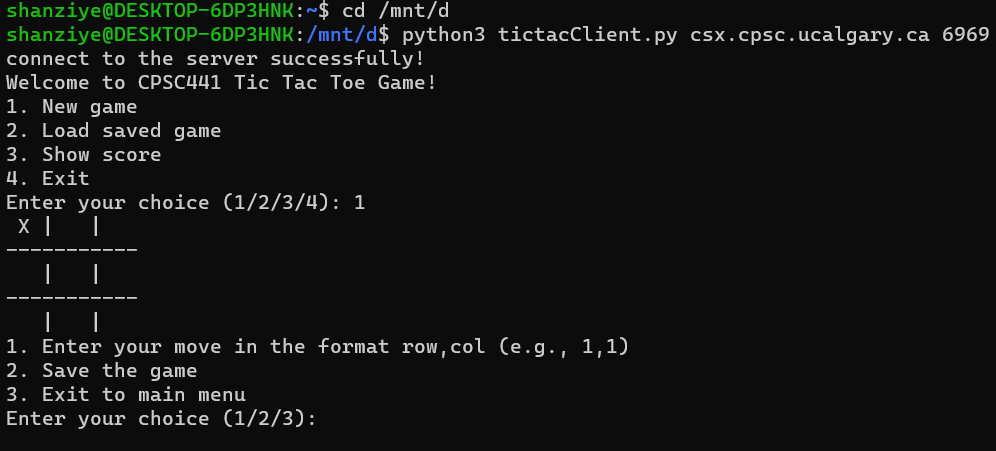 shanziye@DESKTOP-6DP3HNK:~$ cd /mnt/d
shanziye@DESKTOP-6DP3HNK:/mnt/d$ python3 tictacClient.py csx.cpsc.ucalgary.ca 6969
connect to the server successfully!
Welcome to CPSC441 Tic Tac Toe Game!
1. New game
2. Load saved game
3. Show score
4. Exit
Enter your choice (1/2/3/4): 1
 X |   |
-----------
   |   |
-----------
   |   |
1. Enter your move in the format row,col (e.g., 1,1)
2. Save the game
3. Exit to main menu
Enter your choice (1/2/3):